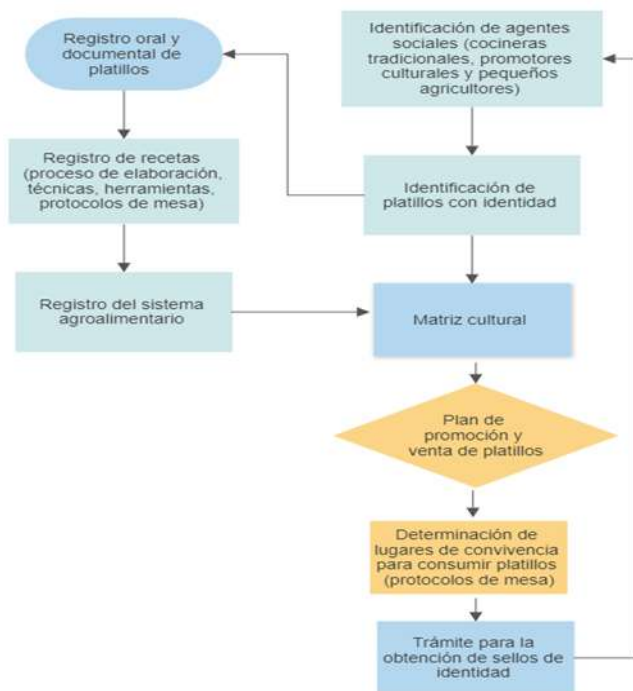 Registro oral y
documental de
platillos
Identificación de agentes
sociales (cocineras
tradicionales, promotores
culturales y pequeños
agricultores)
Registro de recetas
(proceso de elaboración,
técnicas, herramientas,
protocolos de mesa)
Identificación de
platillos con identidad
Registro del sistema
agroalimentario
Matriz cultural
Plan de
promoción y
venta de platillos
Determinación de
lugares de convivencia
para consumir platillos
(protocolos de mesa)
Trámite para la
obtención de sellos de
identidad